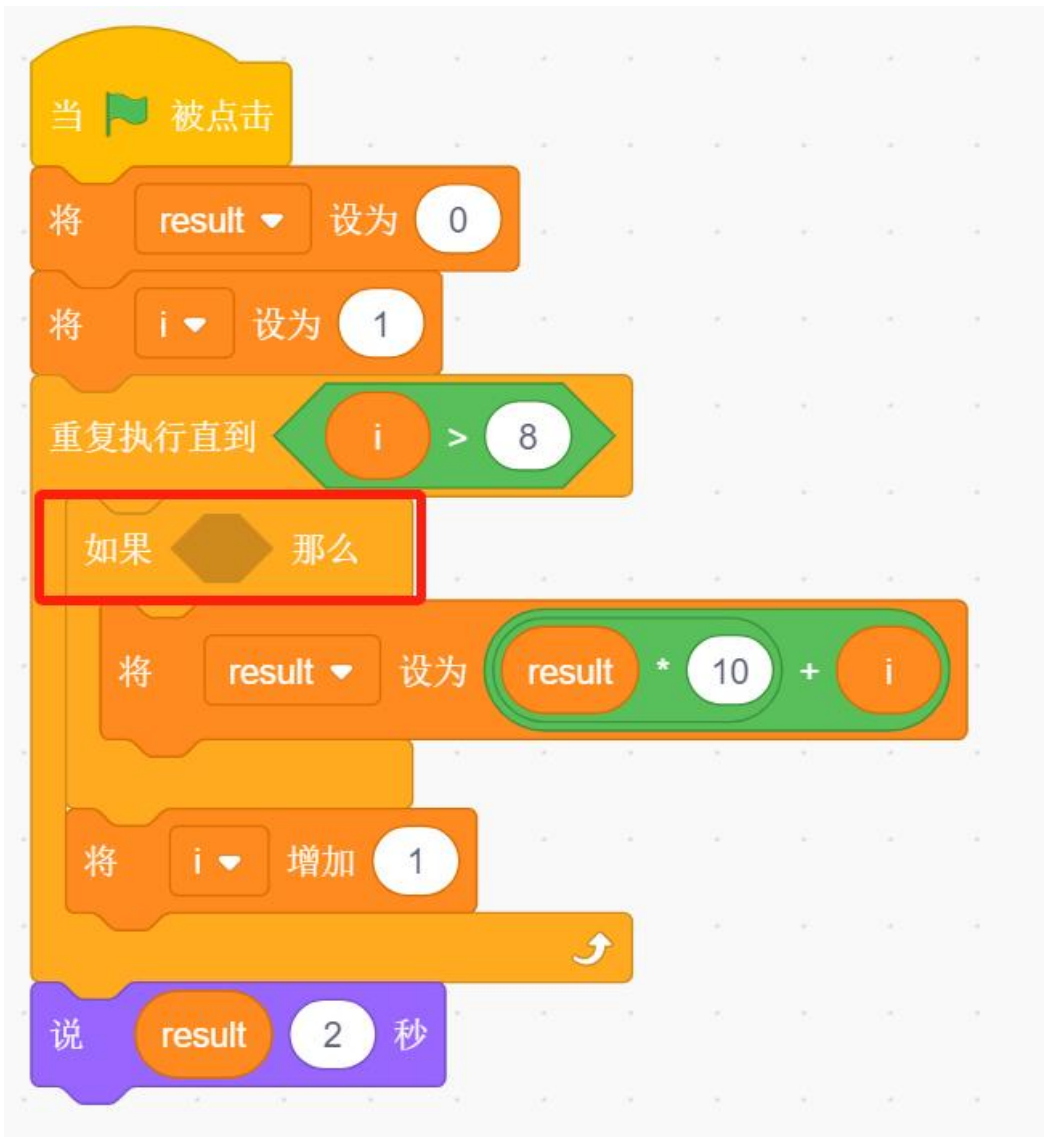 当 被点击
将 result 设为 0
将 i 设为 1
重复执行直到 i > 8
如果 那么
将 result 设为 result * 10 + i
将 i 增加 1
说 result 2 秒